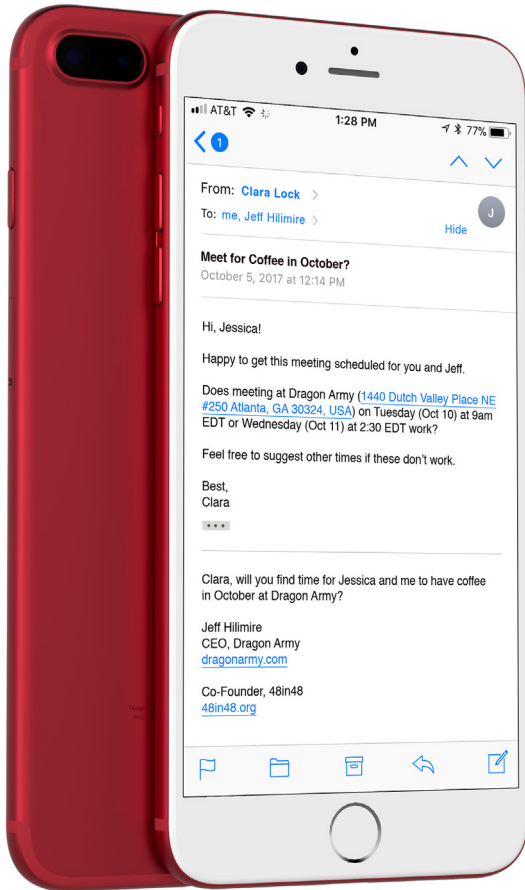 AT&T
1:28 PM
77%
1
From: Clara Lock
J
To: me, Jeff Hilimire
Hide
Meet for Coffee in October?
October 5, 2017 at 12:14 PM
Hi, Jessica!
Happy to get this meeting scheduled for you and Jeff.
Does meeting at Dragon Army (1440 Dutch Valley Place NE
#250 Atlanta, GA 30324, USA) on Tuesday (Oct 10) at 9am
EDT or Wednesday (Oct 11) at 2:30 EDT work?
Feel free to suggest other times if these don't work.
Best,
Clara
•••
Clara, will you find time for Jessica and me to have coffee
in October at Dragon Army?
Jeff Hilimire
CEO, Dragon Army
dragonarmy.com
Co-Founder, 48in48
48in48.org